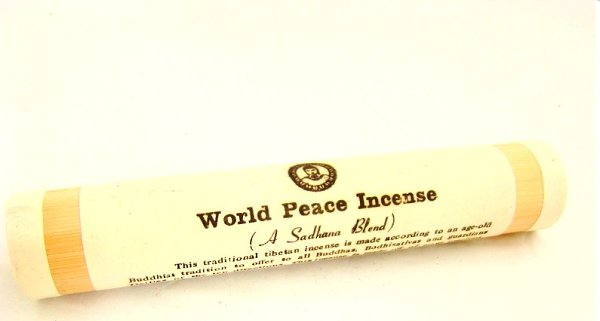 World Peace Incense
(A Sadhana Blend)
This traditional tibetan incense is made according to an age-old
Buddhist tradition to offer to all Buddhas, Bodhisativas and guardians